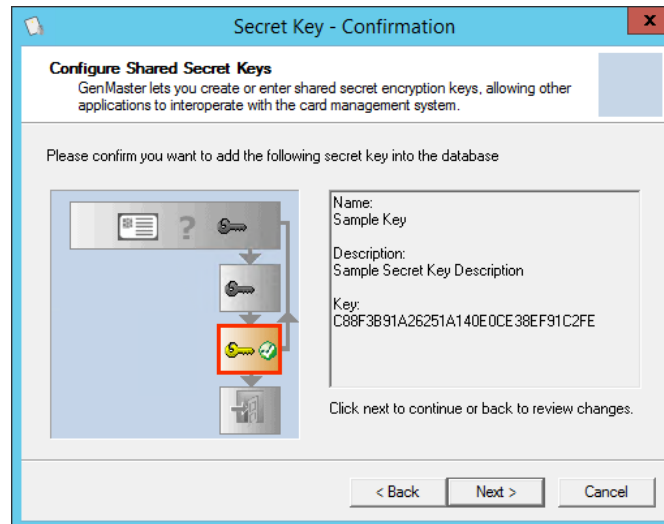 Secret Key - Confirmation
x
Configure Shared Secret Keys
GenMaster lets you create or enter shared secret encryption keys, allowing other
applications to interoperate with the card management system.
Please confirm you want to add the following secret key into the database
?
Name:
Sample Key
Description:
Sample Secret Key Description
Key:
C88F3B91A26251A140E0CE38EF91C2FE
Click next to continue or back to review changes.
< Back
Next >
Cancel